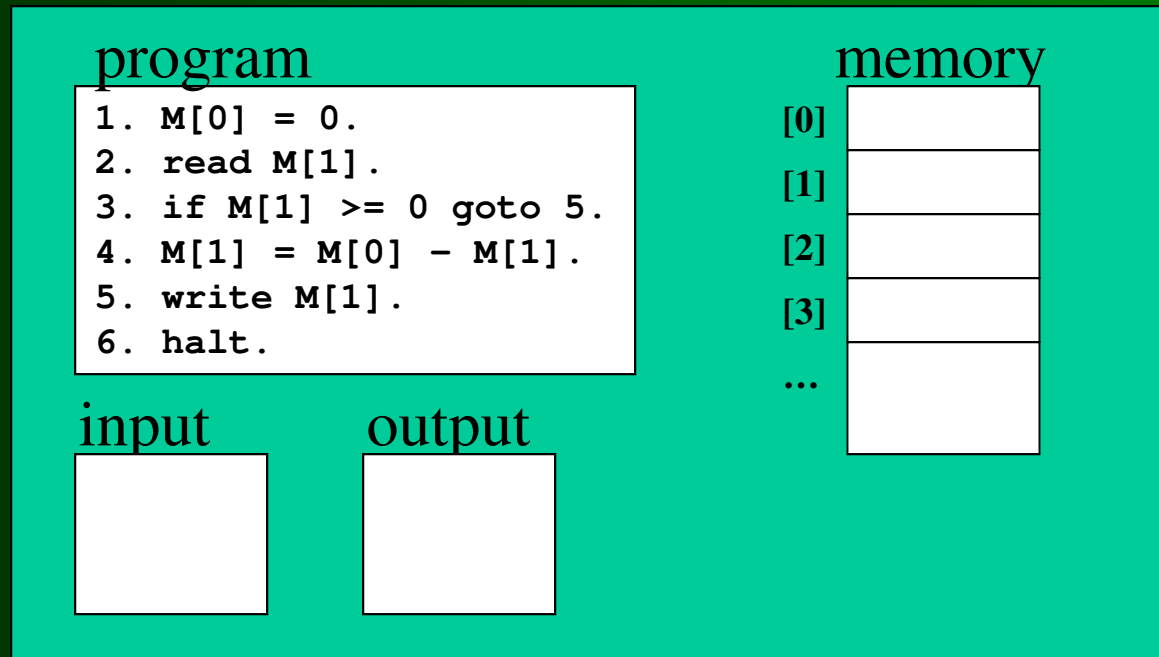 program
1. M[0] = 0.
2. read M[1].
3. if M[1] >= 0 goto 5.
4. M[1] = M[0] – M[1].
5. write M[1].
6. halt.
input
output
memory
[0]
[1]
[2]
[3]
...